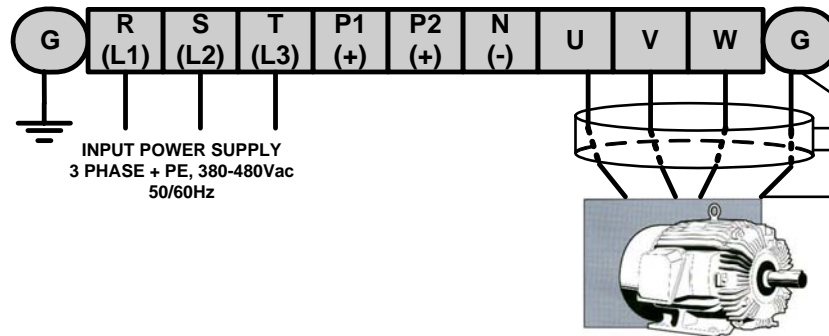 G R (L1) S (L2) T (L3) P1 (+) P2 (+) N (-) U V W G
INPUT POWER SUPPLY
3 PHASE + PE, 380-480Vac
50/60Hz